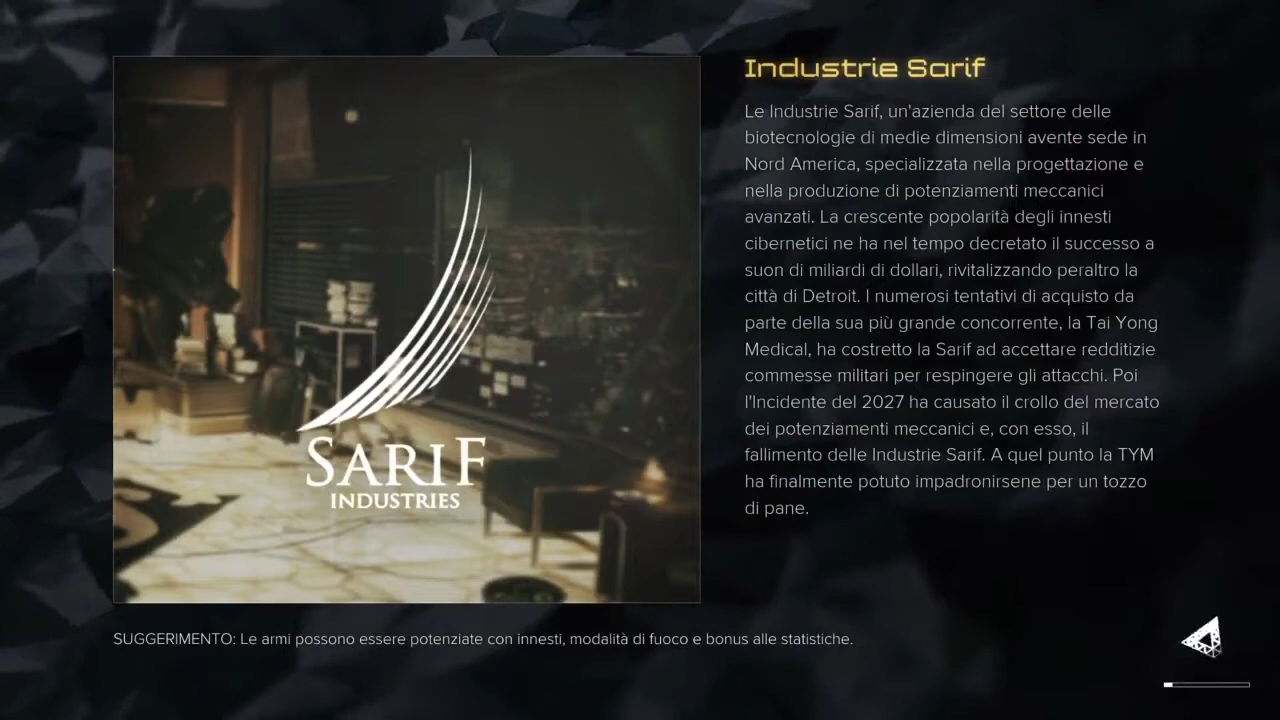 Industrie Sarif
Le Industrie Sarif, un'azienda del settore delle
biotecnologie di medie dimensioni avente sede in
Nord America, specializzata nella progettazione e
nella produzione di potenziamenti meccanici
avanzati. La crescente popolarità degli innesti
cibernetici ne ha nel tempo decretato il successo a
suon di miliardi di dollari, rivitalizzando peraltro la
città di Detroit. I numerosi tentativi di acquisto da
parte della sua più grande concorrente, la Tai Yong
Medical, ha costretto la Sarif ad accettare redditizie
commesse militari per respingere gli attacchi. Poi
l'Incidente del 2027 ha causato il crollo del mercato
dei potenziamenti meccanici e, con esso, il
fallimento delle Industrie Sarif. A quel punto la TYM
ha finalmente potuto impadronirsene per un tozzo
di pane.
SARIF
INDUSTRIES
SUGGERIMENTO: Le armi possono essere potenziate con innesti, modalità di fuoco e bonus alle statistiche.